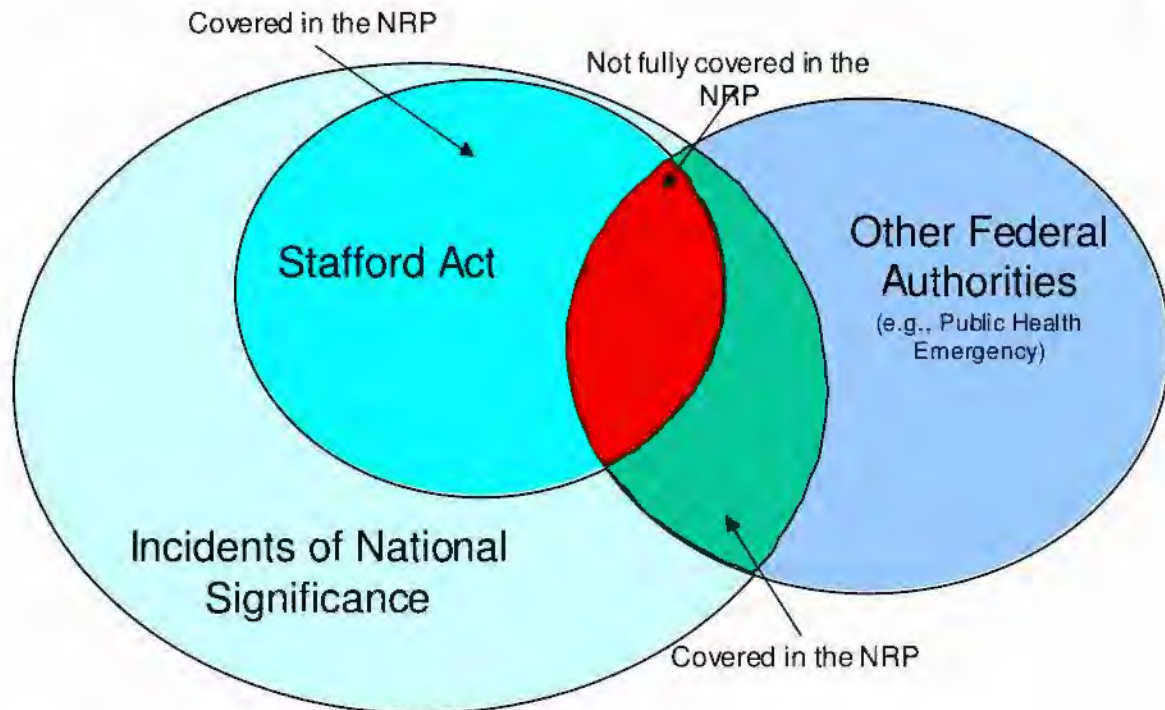 Covered in the NRP
Not fully covered in the
NRP
Stafford Act
Other Federal
Authorities
(e.g., Public Health
Emergency)
Incidents of National
Significance
Covered in the NRP